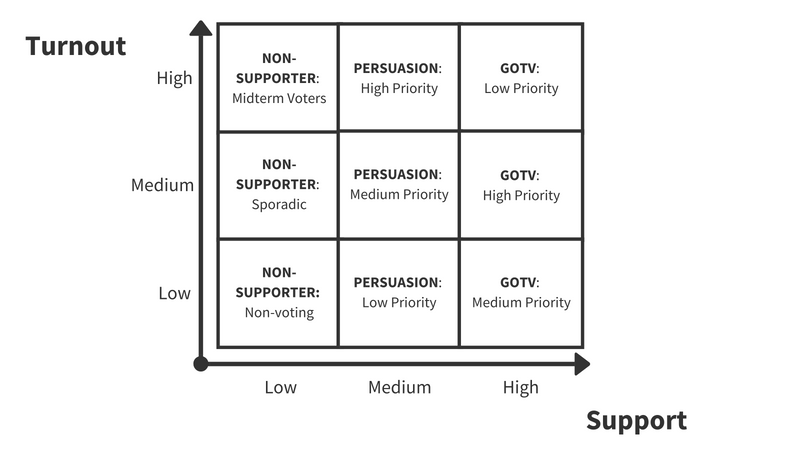 Turnout
High
NON-
SUPPORTER:
Midterm Voters
PERSUASION:
High Priority
GOTV:
Low Priority
Medium
NON-
SUPPORTER:
Sporadic
PERSUASION:
Medium Priority
GOTV:
High Priority
Low
NON-
SUPPORTER:
Non-voting
PERSUASION:
Low Priority
GOTV:
Medium Priority
Low
Medium
High
Support